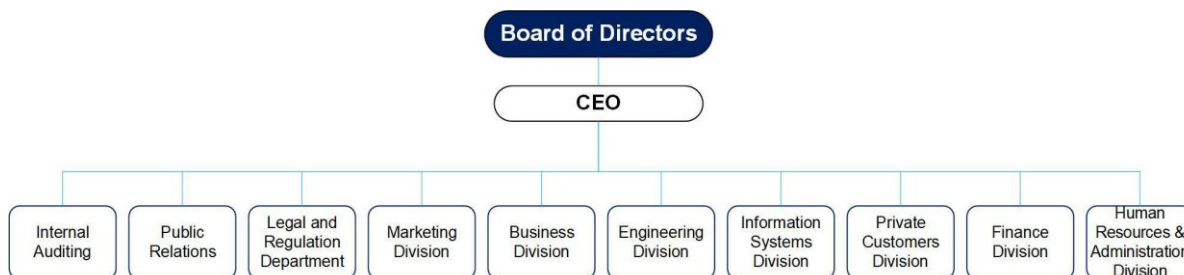 Board of Directors
CEO
Internal
Auditing
Public
Relations
Legal and
Regulation
Department
Marketing
Division
Business
Division
Engineering
Division
Information
Systems
Division
Private
Customers
Division
Finance
Division
Human
Resources &
Administration
Division